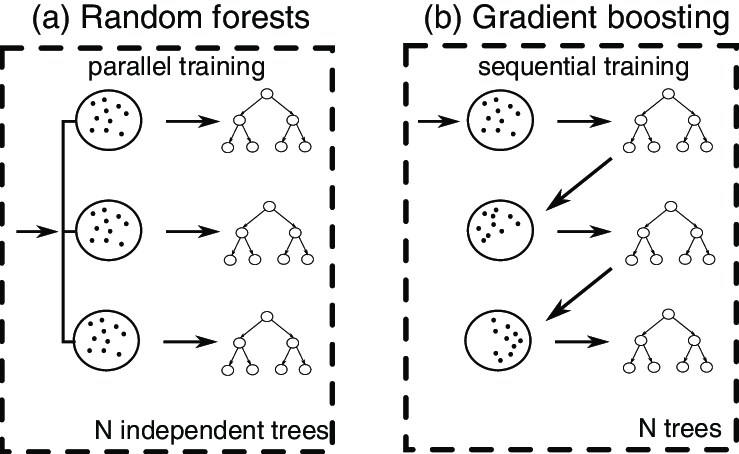 (a) Random forests
parallel training
N independent trees
(b) Gradient boosting
sequential training
N trees